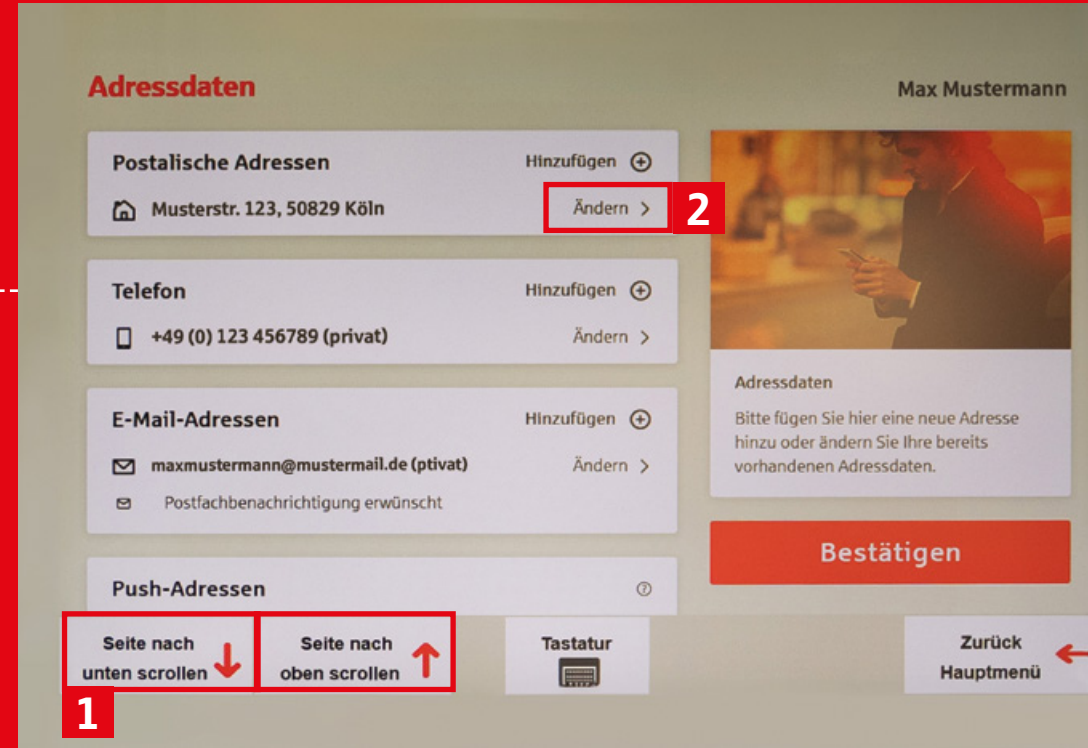 Adressdaten
Max Mustermann
Postalische Adressen
Hinzufügen
Musterstr. 123, 50829 Köln
Ändern >
2
Telefon
Hinzufügen
+49 (0) 123 456789 (privat)
Ändern >
E-Mail-Adressen
Hinzufügen
maxmustermann@mustermail.de (ptivat)
Ändern >
Postfachbenachrichtigung erwünscht
Push-Adressen
?
Adressdaten
Bitte fügen Sie hier eine neue Adresse
hinzu oder ändern Sie Ihre bereits
vorhandenen Adressdaten.
Bestätigen
Seite nach
unten scrollen
Seite nach
oben scrollen
Tastatur
Zurück
Hauptmenü
1